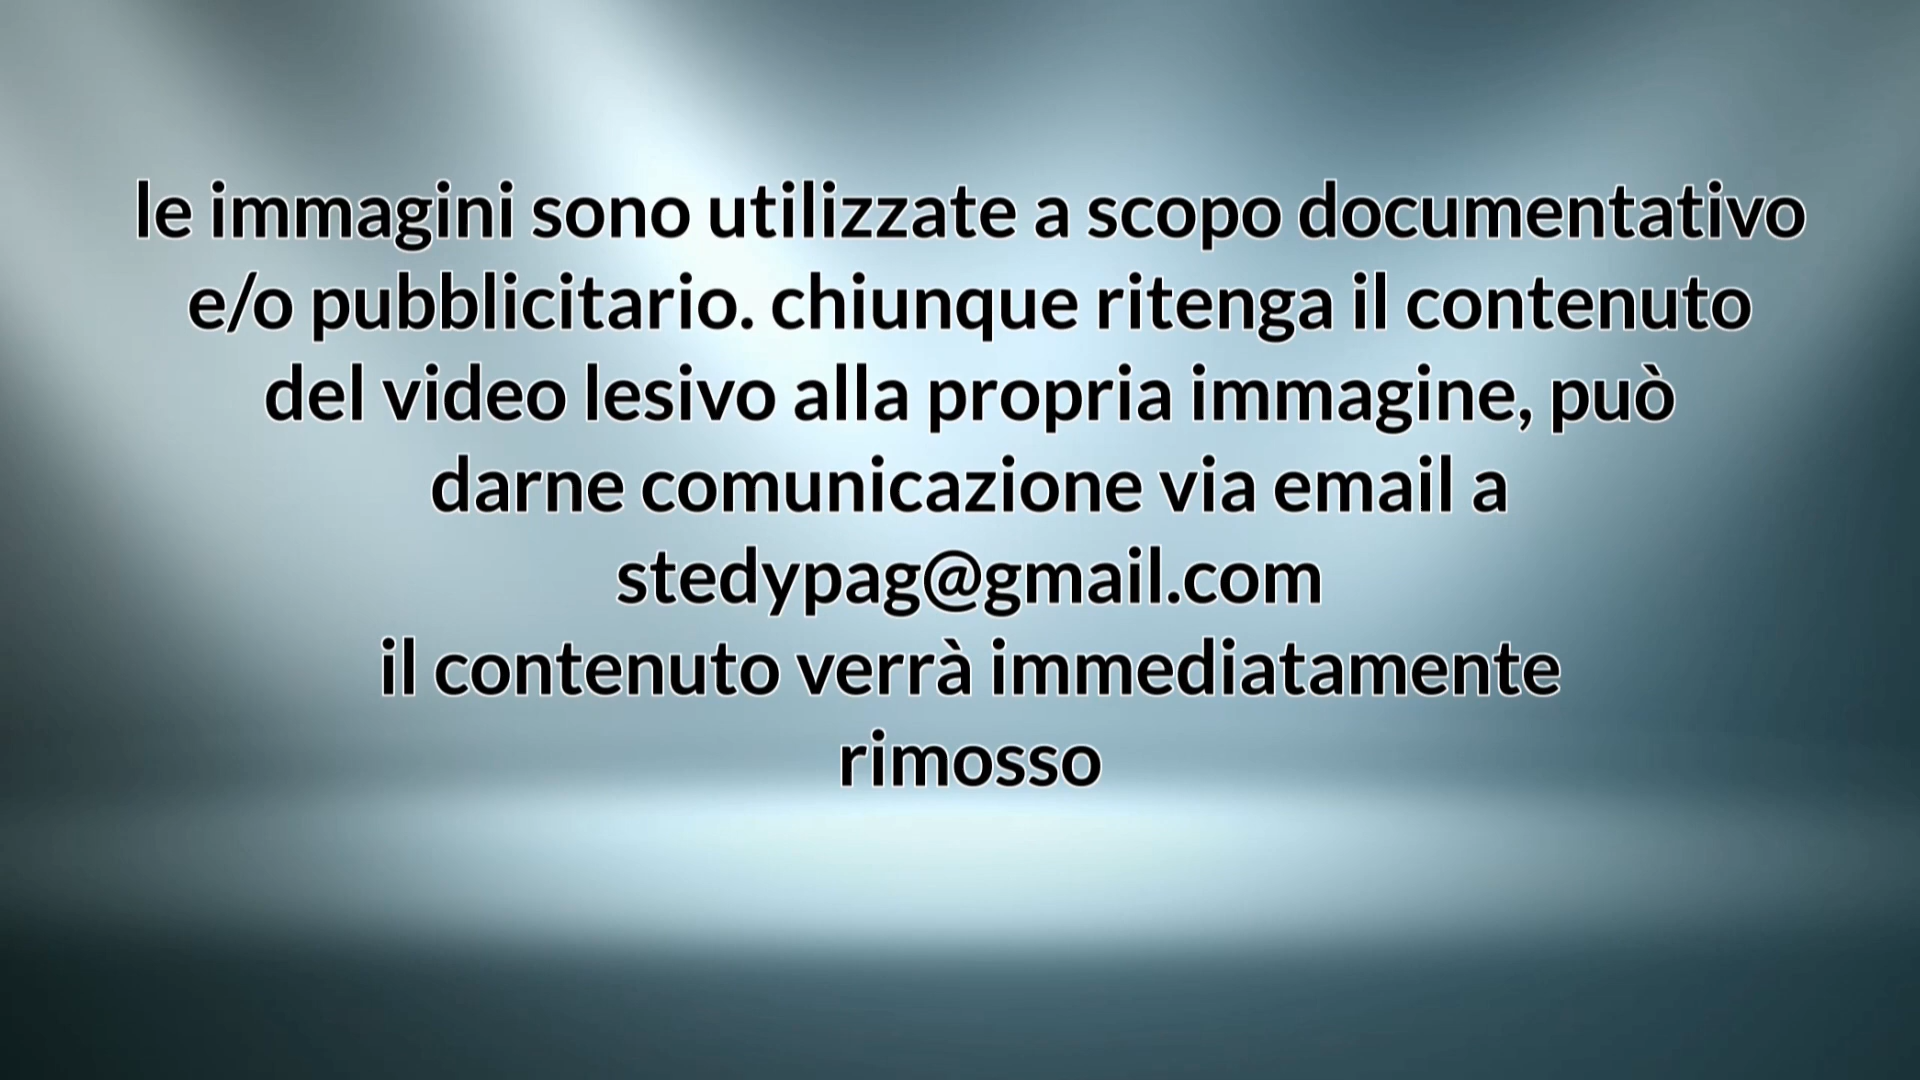 le immagini sono utilizzate a scopo documentativo
e/o pubblicitario. chiunque ritenga il contenuto
del video lesivo alla propria immagine, può
darne comunicazione via email a
stedypag@gmail.com
il contenuto verrà immediatamente
rimosso